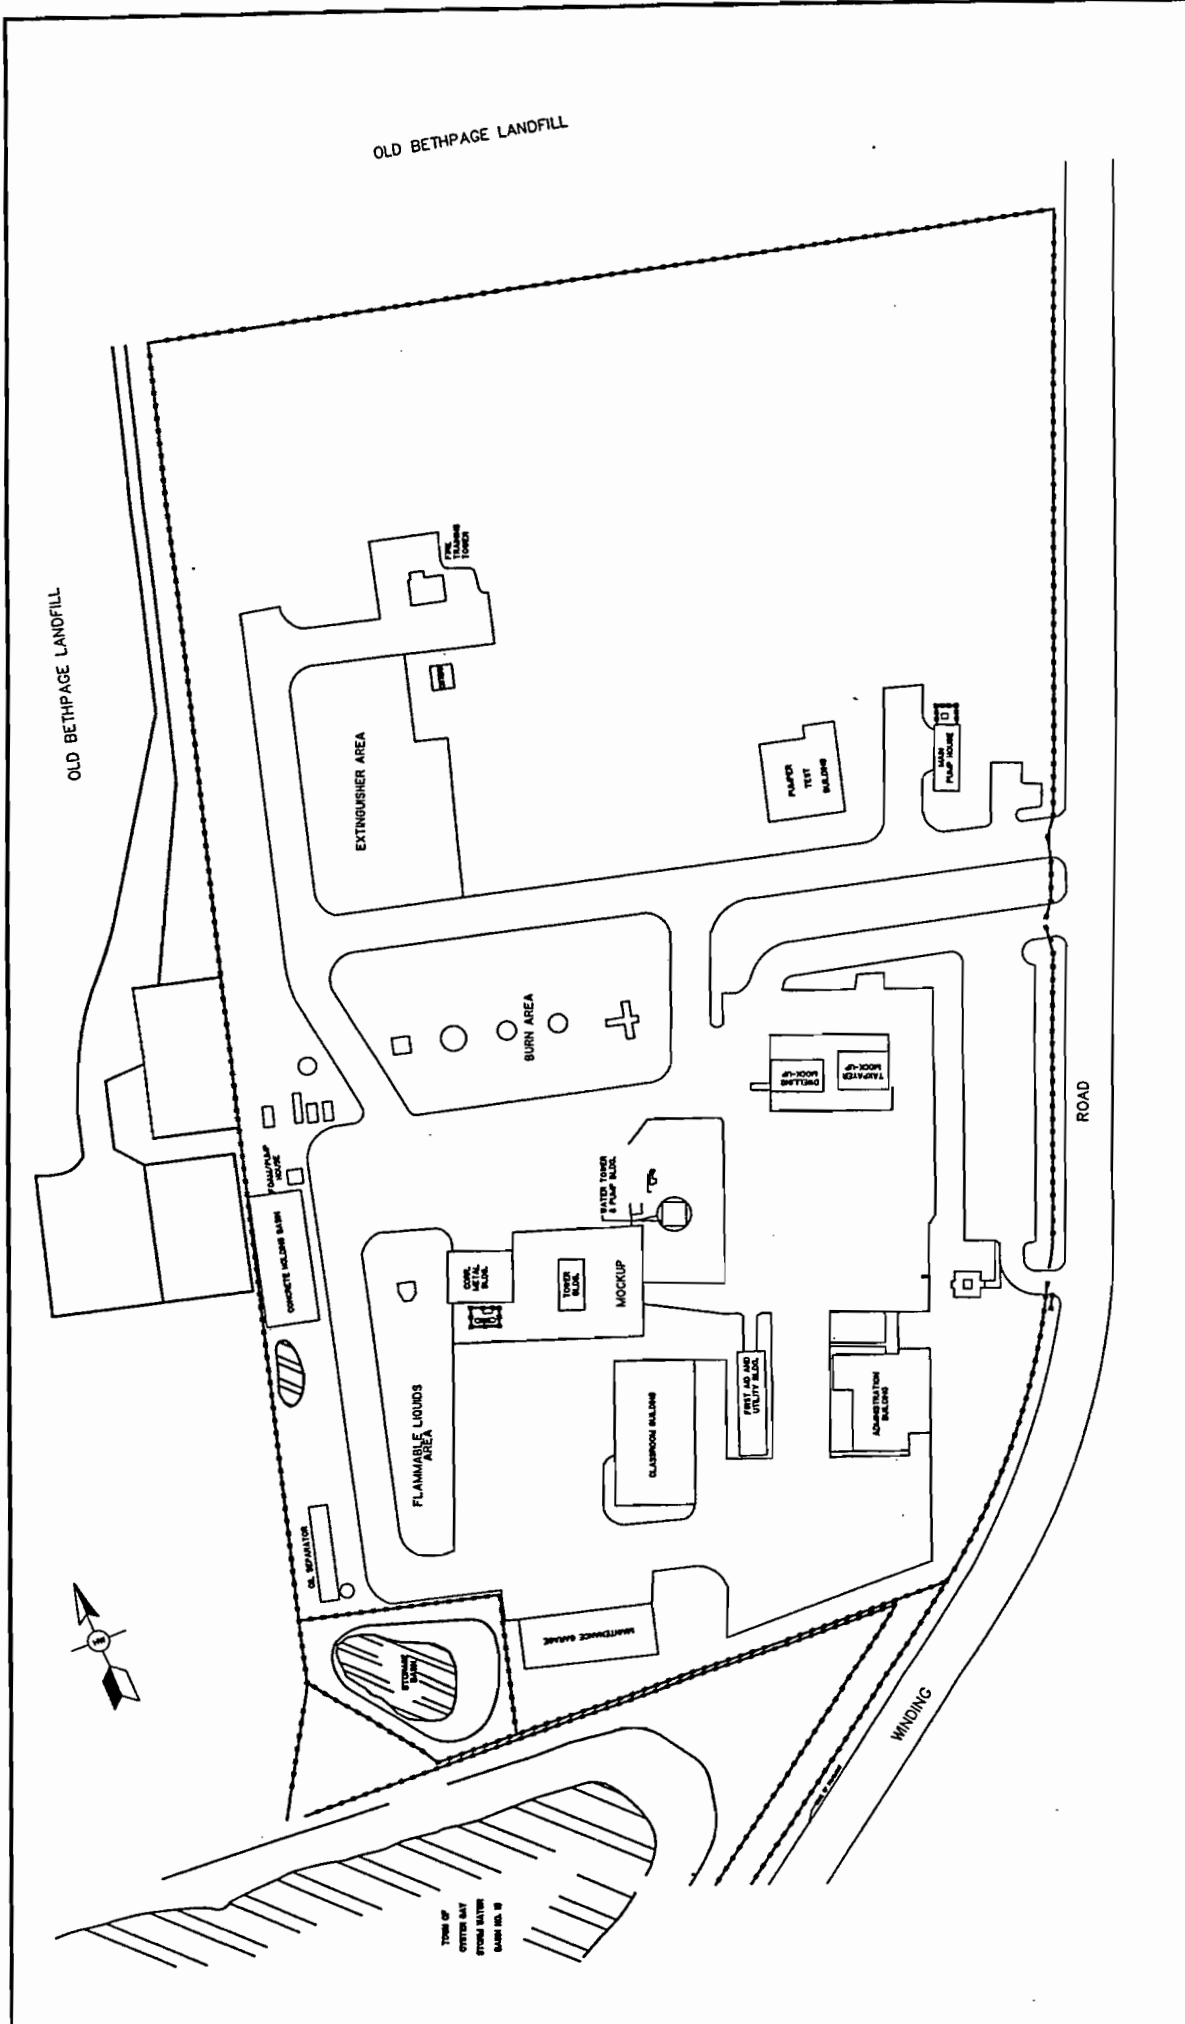 OLD BETHPAGE LANDFILL
OLD BETHPAGE LANDFILL
FIRE
TRAINING
TOWER
EXTINGUISHER AREA
PUMPER
TEST
BUILDING
MAIN
PUMP HOUSE
BURN AREA
DWELLING
MOCK-UP
TAXPAYER
MOCK-UP
ROAD
FOAM/PUMP
HOUSE
CONCRETE HOLDING BASIN
WATER TOWER
& PUMP BLDG.
CORR.
METAL
BLDG.
TOWER
BLDG.
MOCKUP
FLAMMABLE LIQUIDS
AREA
CLASSROOM BUILDING
FIRST AID AND
UTILITY BLDG.
ADMINISTRATION
BUILDING
OIL SEPARATOR
MAINTENANCE GARAGE
STORAGE
BASIN
WINDING
TOWN OF
OYSTER BAY
STORM WATER